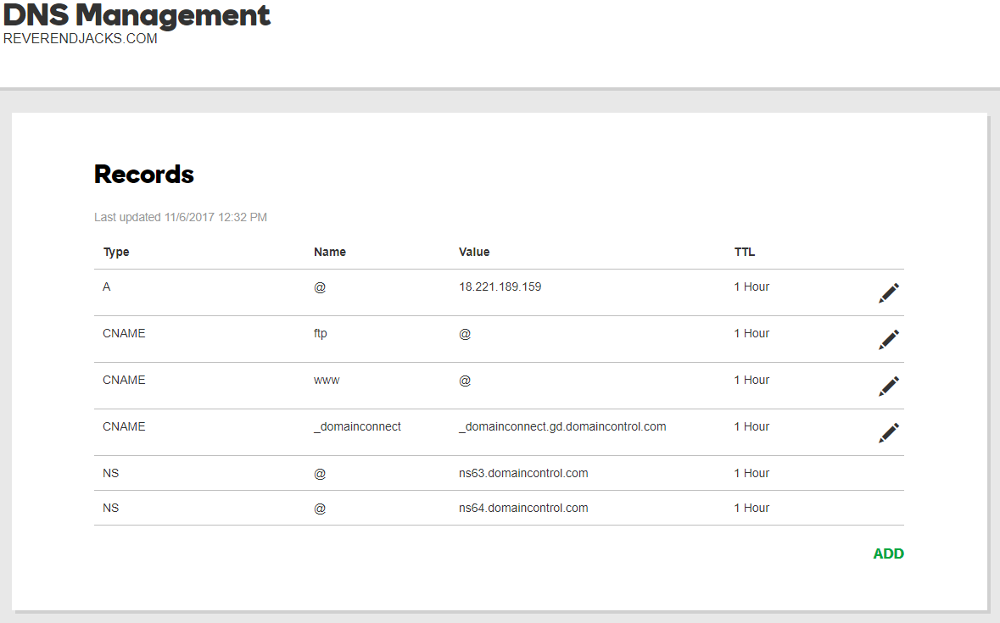 DNS Management
REVERENDJACKS.COM
Records
Last updated 11/6/2017 12:32 PM
Type Name Value TTL
A @ 18.221.189.159 1 Hour
CNAME ftp @ 1 Hour
CNAME www @ 1 Hour
CNAME _domainconnect _domainconnect.gd.domaincontrol.com 1 Hour
NS @ ns63.domaincontrol.com 1 Hour
NS @ ns64.domaincontrol.com 1 Hour
ADD